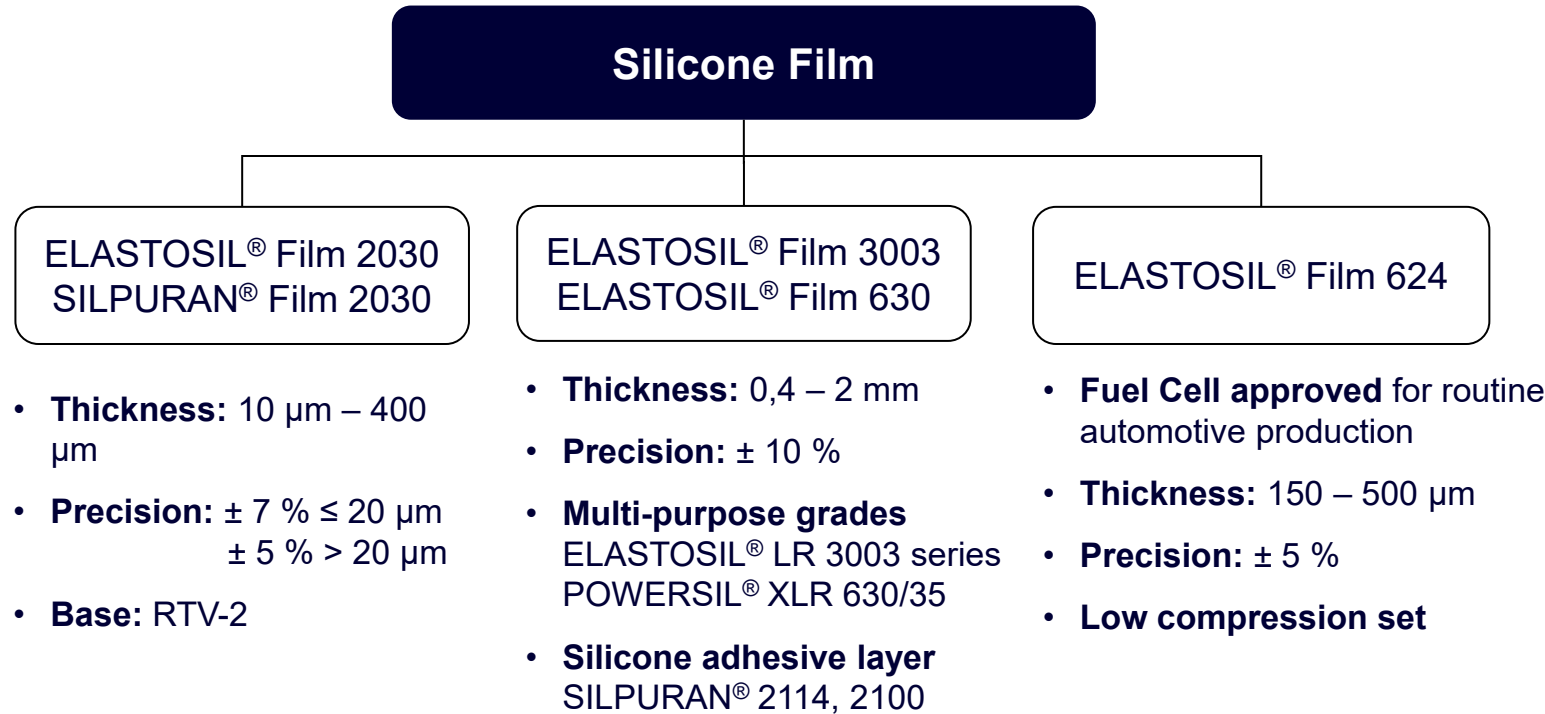 Silicone Film
ELASTOSIL® Film 2030
SILPURAN® Film 2030
• Thickness: 10 µm – 400
µm
• Precision: ± 7 % ≤ 20 µm
± 5 % > 20 µm
• Base: RTV-2
ELASTOSIL® Film 3003
ELASTOSIL® Film 630
• Thickness: 0,4 – 2 mm
• Precision: ± 10 %
• Multi-purpose grades
ELASTOSIL® LR 3003 series
POWERSIL® XLR 630/35
• Silicone adhesive layer
SILPURAN® 2114, 2100
ELASTOSIL® Film 624
• Fuel Cell approved for routine
automotive production
• Thickness: 150 – 500 µm
• Precision: ± 5 %
• Low compression set